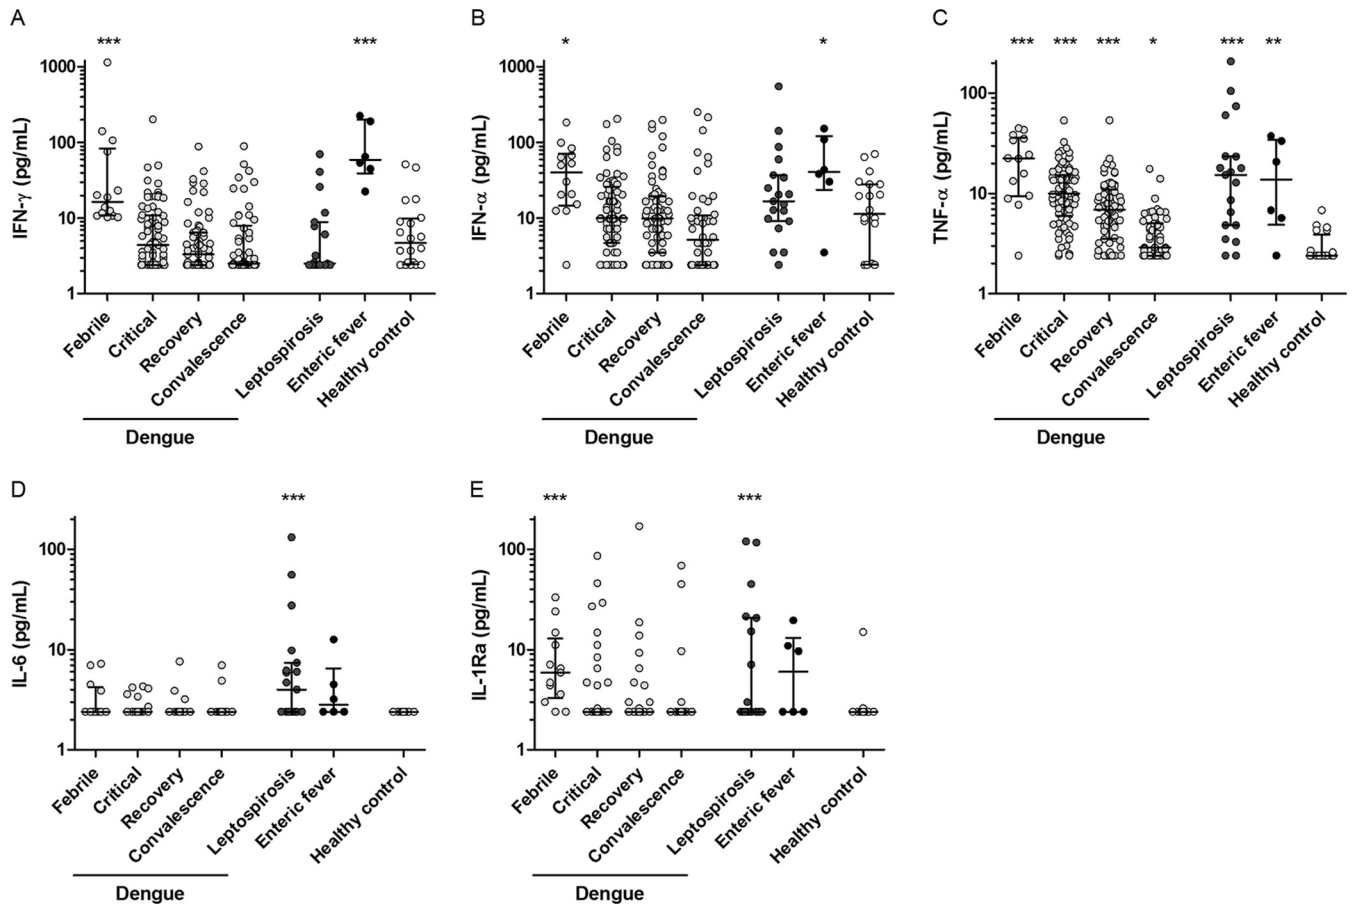 A
***
***
IFN-γ (pg/mL)
1000
100
10
1
Febrile
Critical
Recovery
Convalescence
Leptospirosis
Enteric fever
Healthy control
Dengue
B
*
*
IFN-α (pg/mL)
1000
100
10
1
Febrile
Critical
Recovery
Convalescence
Leptospirosis
Enteric fever
Healthy control
Dengue
C
***
***
***
*
***
**
TNF-α (pg/mL)
100
10
1
Febrile
Critical
Recovery
Convalescence
Leptospirosis
Enteric fever
Healthy control
Dengue
D
***
IL-6 (pg/mL)
100
10
1
Febrile
Critical
Recovery
Convalescence
Leptospirosis
Enteric fever
Healthy control
Dengue
E
***
***
IL-1Ra (pg/mL)
100
10
1
Febrile
Critical
Recovery
Convalescence
Leptospirosis
Enteric fever
Healthy control
Dengue